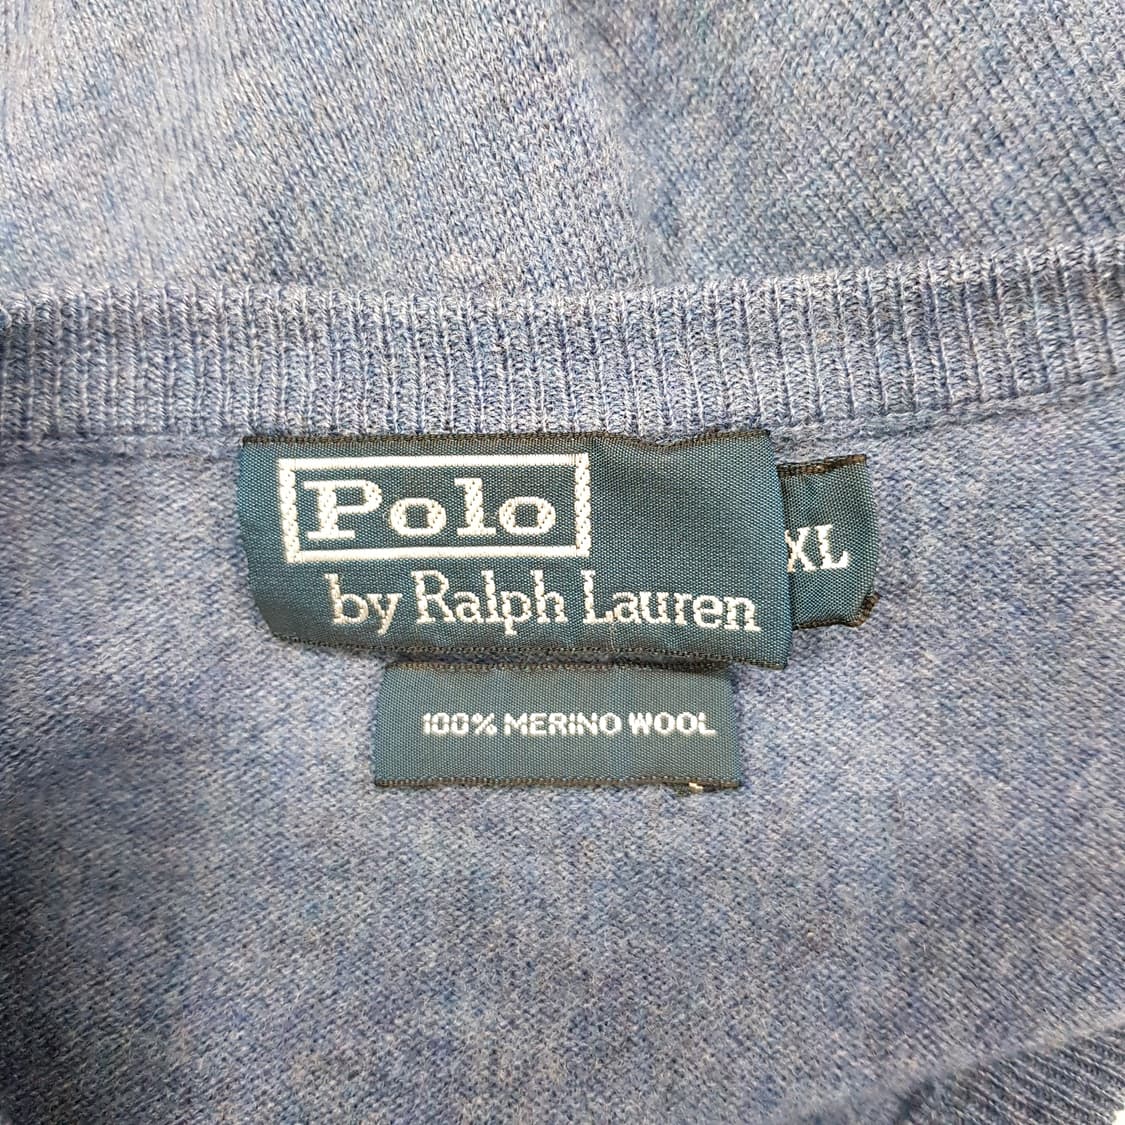 Polo
by Ralph Lauren
XL
100% MERINO WOOL